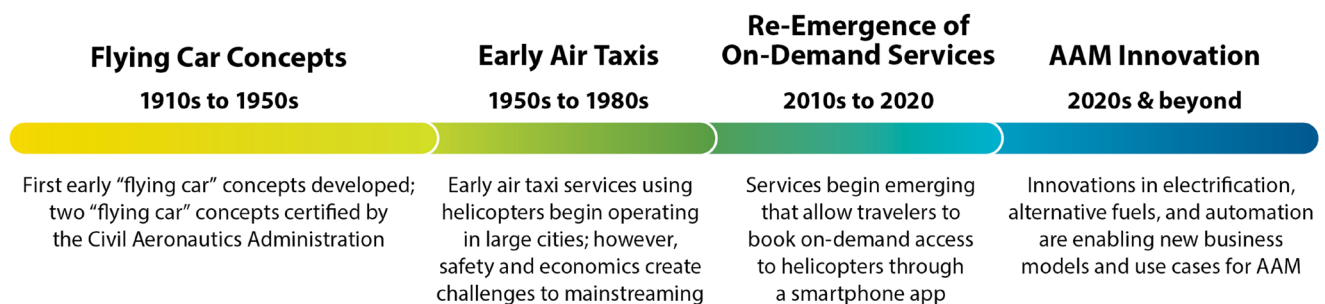 Flying Car Concepts
1910s to 1950s
First early “flying car” concepts developed;
two “flying car” concepts certified by
the Civil Aeronautics Administration
Early Air Taxis
1950s to 1980s
Early air taxi services using
helicopters begin operating
in large cities; however,
safety and economics create
challenges to mainstreaming
Re-Emergence of
On-Demand Services
2010s to 2020
Services begin emerging
that allow travelers to
book on-demand access
to helicopters through
a smartphone app
AAM Innovation
2020s & beyond
Innovations in electrification,
alternative fuels, and automation
are enabling new business
models and use cases for AAM